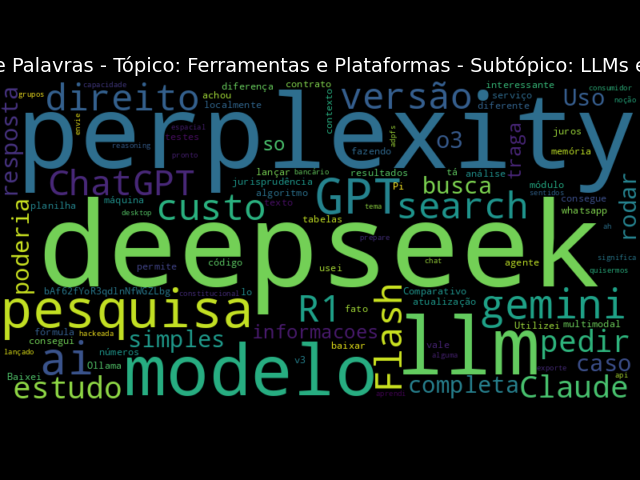 e Palavras - Tópico: Ferramentas e Plataformas - Subtópico: LLMs e
grupos
capacidade
direito
achou
diferença
contrato
localmente
versão
interessante
consumidor
serviço
Uso
noção
diferente
resposta
envie
perplexity
contexto
reasoning
espacial
testes
pronto
so
fazendo
adpfs
o3
traga
juros
memória
ChatGPT
lançar
bancário
resultados
tá
análise
módulo
jurisprudência
algoritmo
texto
GPT
Pi
busca
consegue
sentidos
whatsapp
rodar
poderia
planilha
máquina
desktop
custo
tabelas
tema
search
ah
deepseek
código
usei
prepare
chat
agente
permite
significa
quisermos
bAf62fYoR3qdlnNfWGZLbg
constitucional
lo
pesquisa
R1
fato
Flash
Comparativo
atualização
gemini
fórmula
hackeada
consegui
simples
informacoes
Utilizei
multimodal
llm
pedir
lançado
ai
números
Ollama
modelo
v3
baixar
vale
alguma
caso
Baixei
estudo
completa
exporte
Claude
api